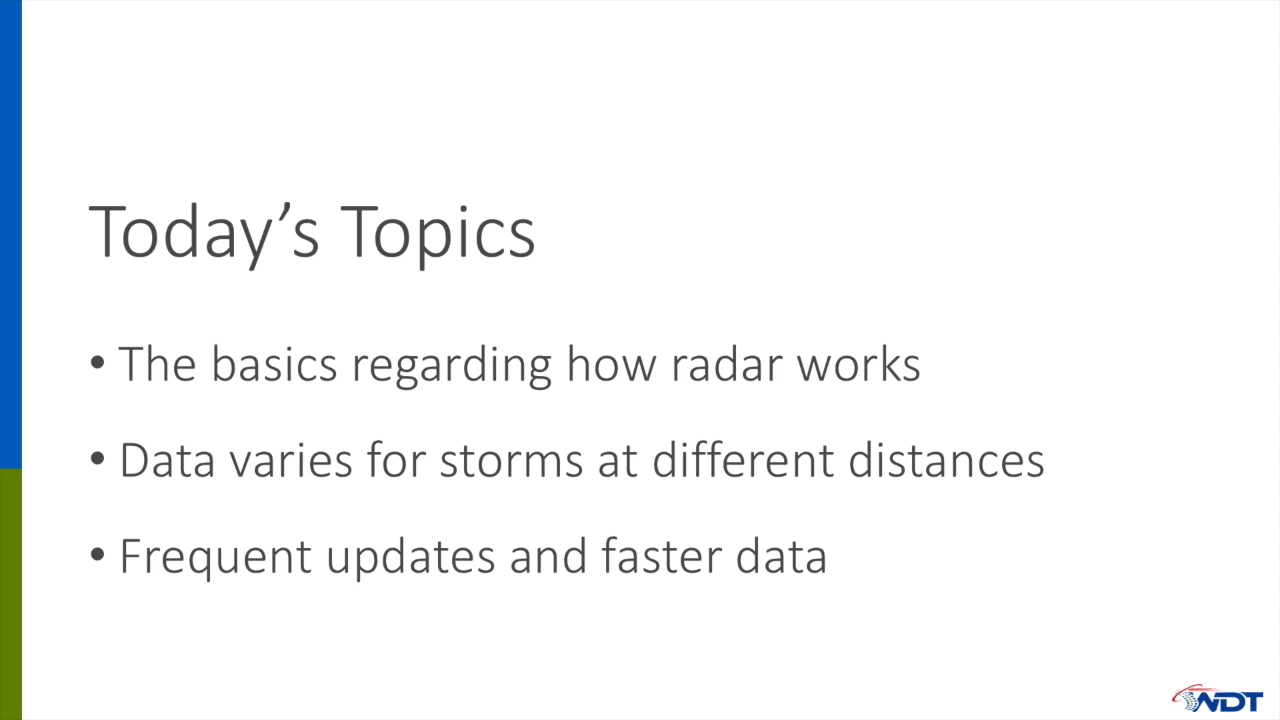 Today’s Topics
• The basics regarding how radar works
• Data varies for storms at different distances
• Frequent updates and faster data
WDT